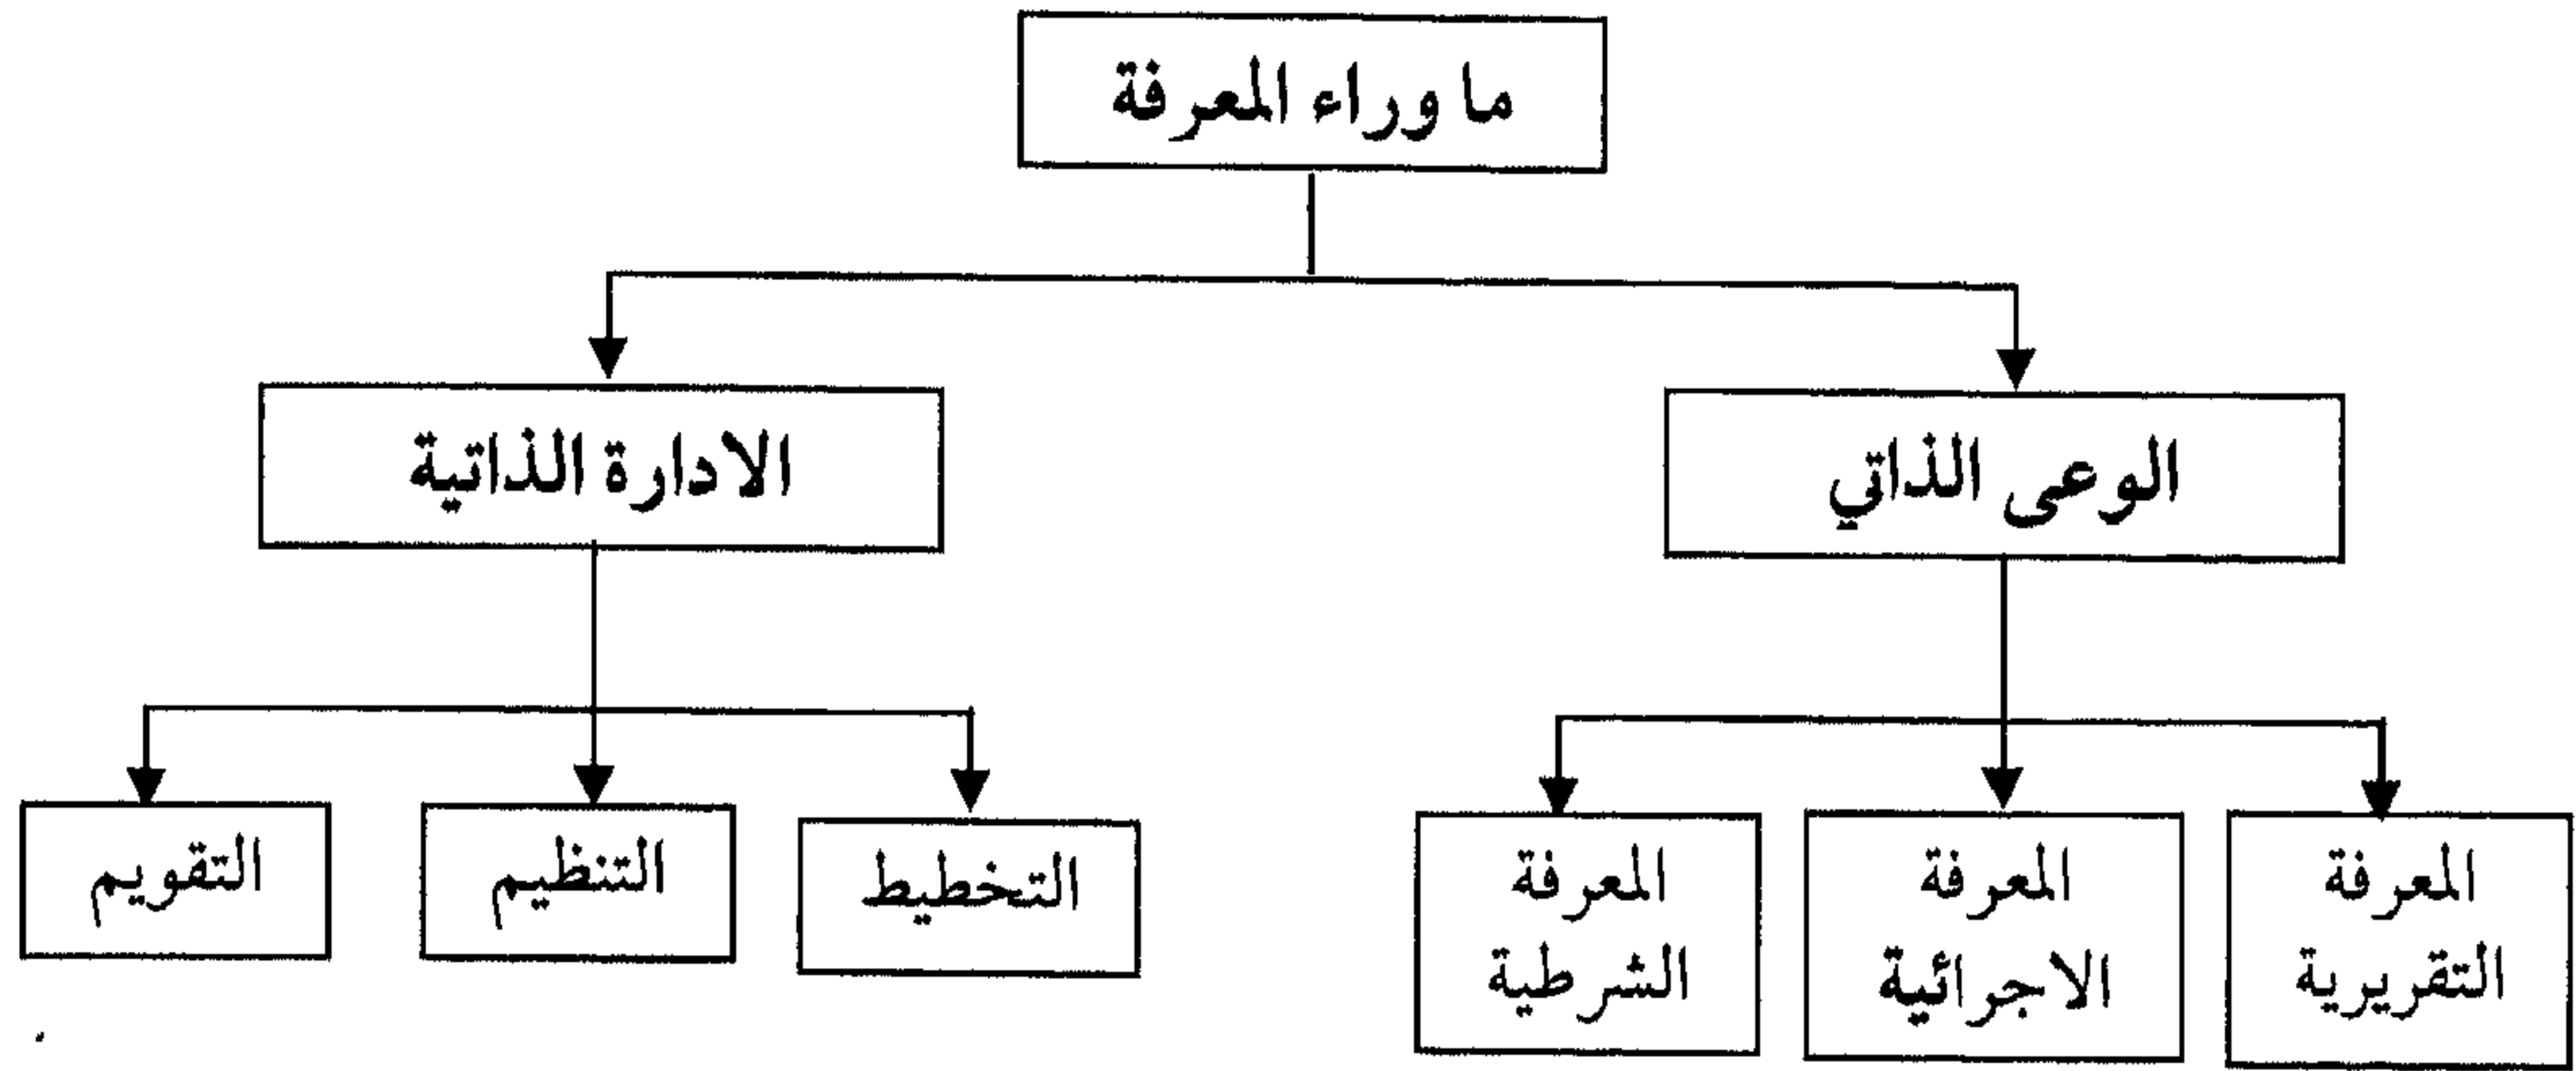 ما وراء المعرفة
الوعى الذاتي
الادارة الذاتية
المعرفة
التقريرية
المعرفة
الاجرائية
المعرفة
الشرطية
التخطيط
التنظيم
التقويم